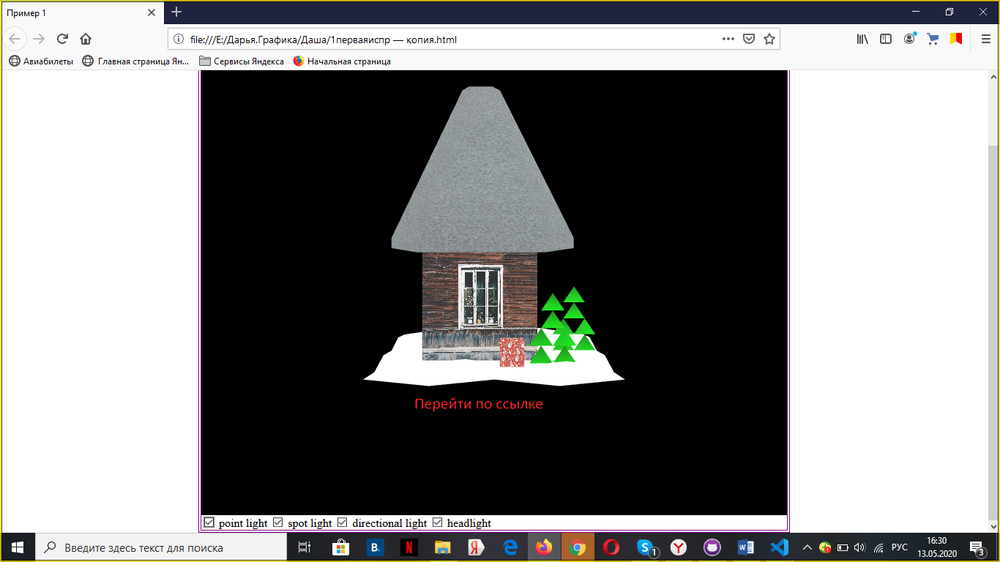 Пример 1
file:///E:/Дарья.Графика/Даша/1перваяиспр — копия.html
Авиабилеты Главная страница Ян... Сервисы Яндекса Начальная страница
Перейти по ссылке
point light spot light directional light headlight
Введите здесь текст для поиска
B. N Я S 1 Y W РУС 16:30
13.05.2020 3